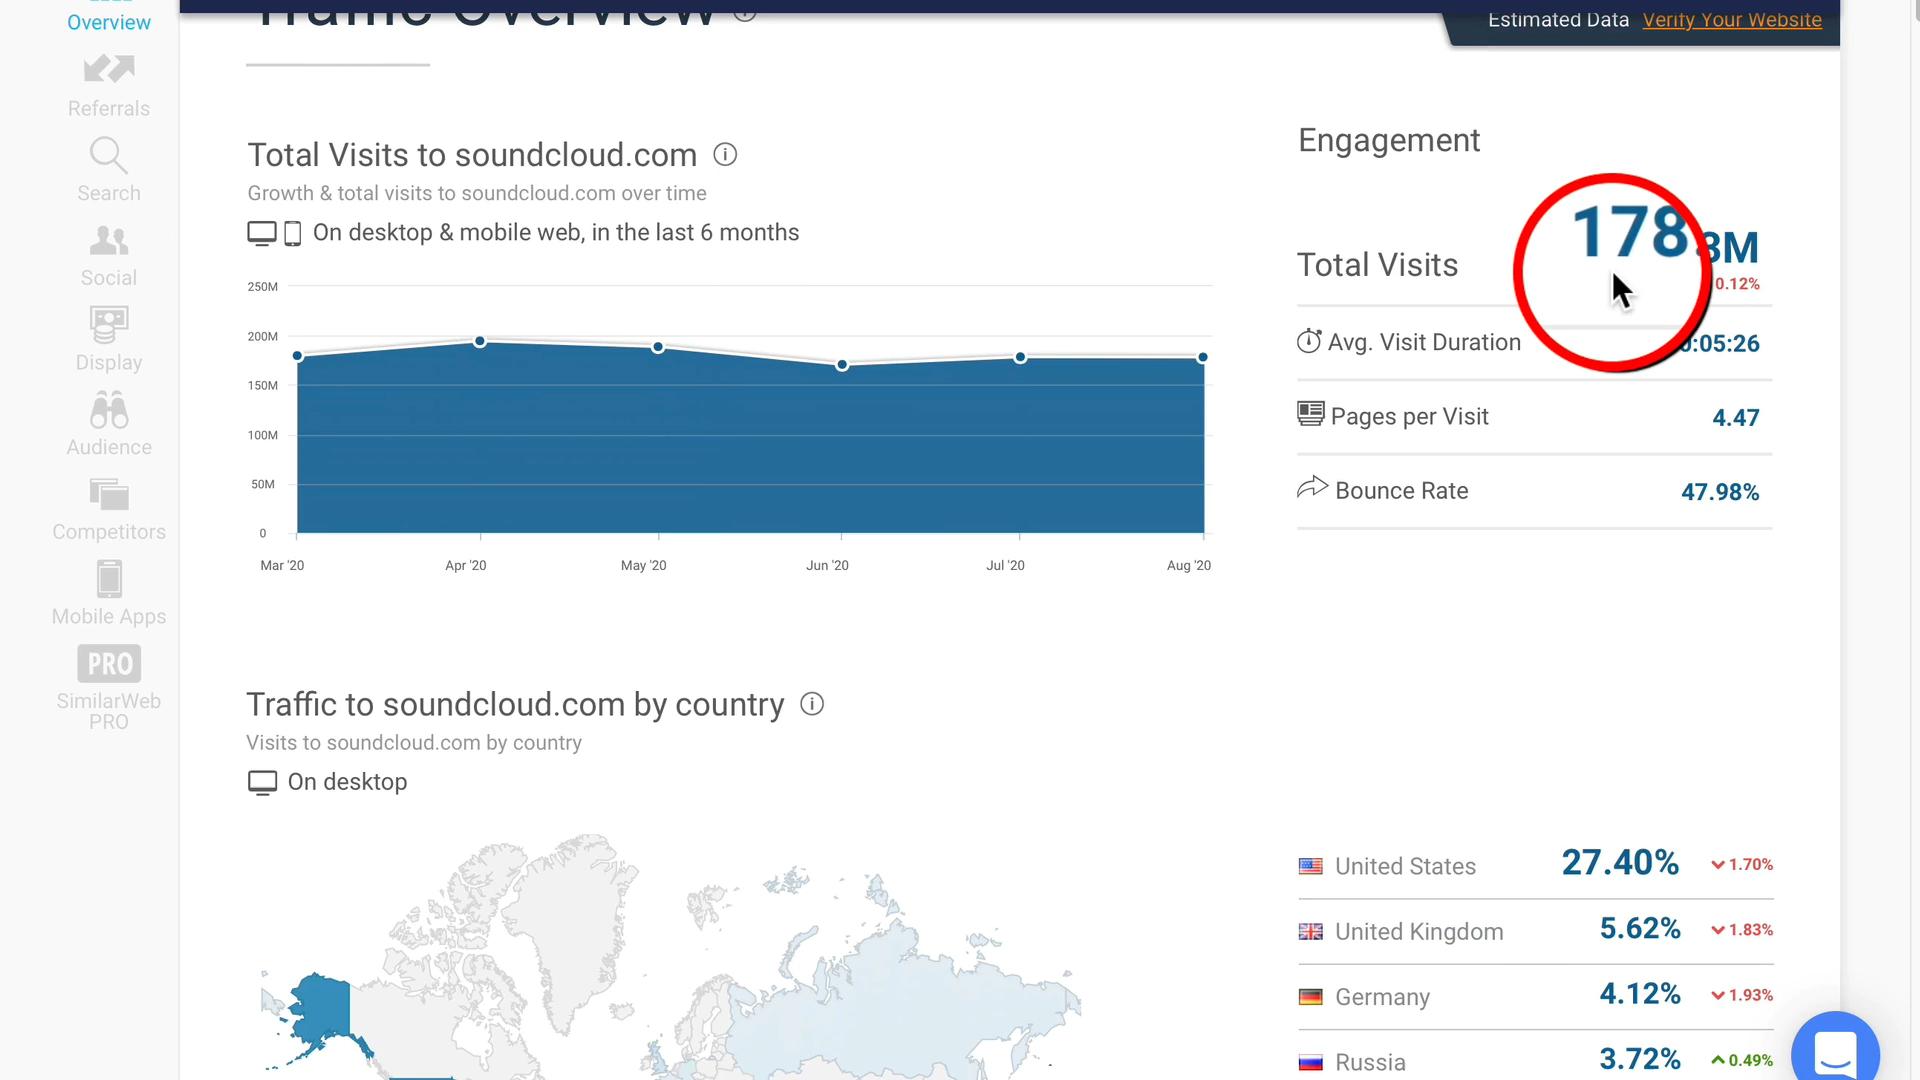 Overview
Referrals
Search
Social
Display
Audience
Competitors
Mobile Apps
PRO
SimilarWeb
PRO
Traffic Overview
Estimated Data Verify Your Website
Total Visits to soundcloud.com
Growth & total visits to soundcloud.com over time
On desktop & mobile web, in the last 6 months
250M
200M
150M
100M
50M
0
Mar '20 Apr '20 May '20 Jun '20 Jul '20 Aug '20
Engagement
Total Visits 178 3M
0.12%
Avg. Visit Duration :05:26
Pages per Visit 4.47
Bounce Rate 47.98%
Traffic to soundcloud.com by country
Visits to soundcloud.com by country
On desktop
United States 27.40% 1.70%
United Kingdom 5.62% 1.83%
Germany 4.12% 1.93%
Russia 3.72% 0.49%